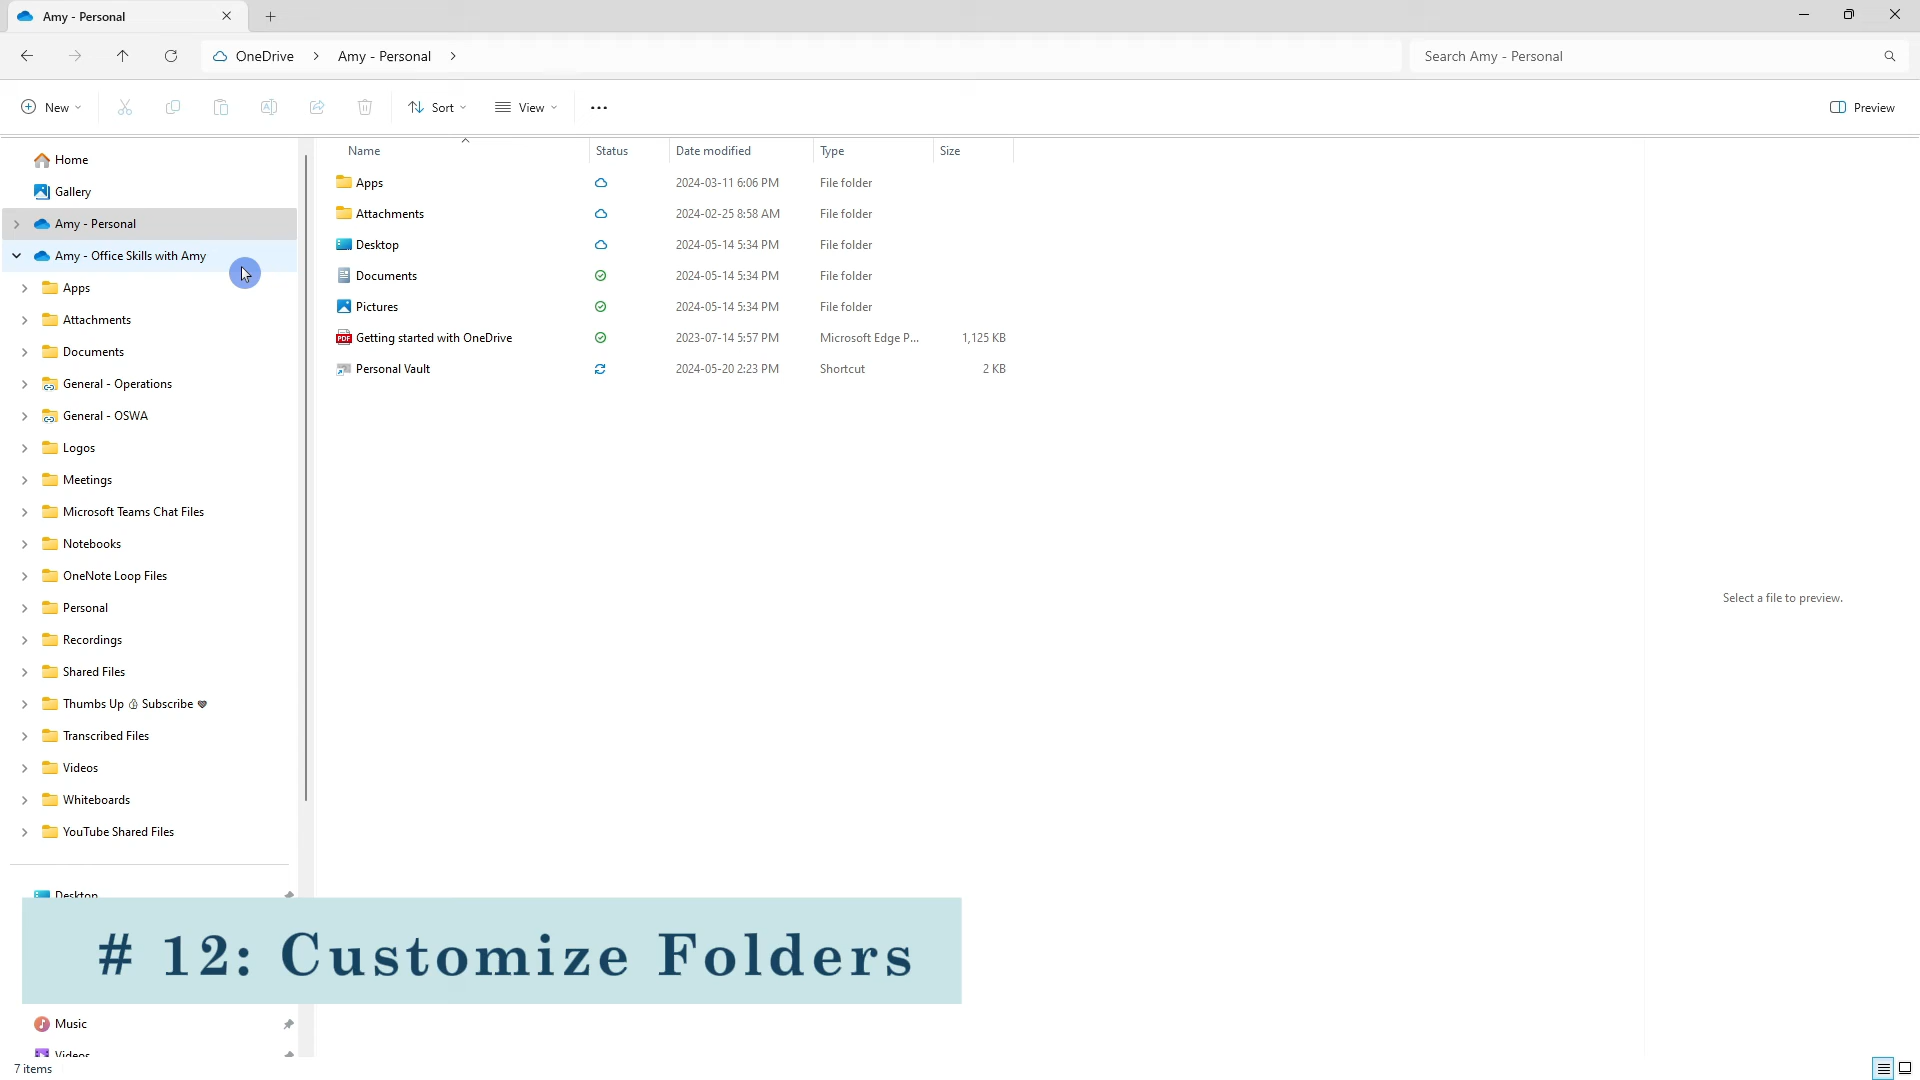 Amy - Personal
OneDrive > Amy - Personal >
Search Amy - Personal
New
Sort
View
Preview
Home
Gallery
Amy - Personal
Amy - Office Skills with Amy
Apps
Attachments
Documents
General - Operations
General - OSWA
Logos
Meetings
Microsoft Teams Chat Files
Notebooks
OneNote Loop Files
Personal
Recordings
Shared Files
Thumbs Up 👍 Subscribe ❤
Transcribed Files
Videos
Whiteboards
YouTube Shared Files
Desktop
Music
Videos
7 items
Name Status Date modified Type Size
Apps 2024-03-11 6:06 PM File folder
Attachments 2024-02-25 8:58 AM File folder
Desktop 2024-05-14 5:34 PM File folder
Documents 2024-05-14 5:34 PM File folder
Pictures 2024-05-14 5:34 PM File folder
PDF Getting started with OneDrive 2023-07-14 5:57 PM Microsoft Edge P... 1,125 KB
Personal Vault 2024-05-20 2:23 PM Shortcut 2 KB
Select a file to preview.
# 12: Customize Folders